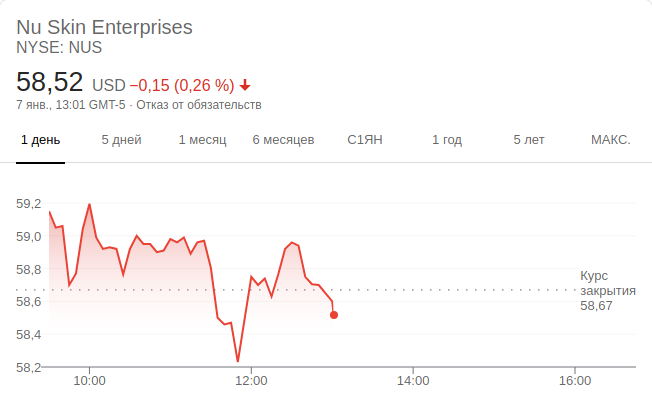 Nu Skin Enterprises
NYSE: NUS
58,52 USD −0,15 (0,26 %)
7 янв., 13:01 GMT-5 · Отказ от обязательств
1 день 5 дней 1 месяц 6 месяцев С1ЯН 1 год 5 лет МАКС.
59,2
59,0
58,8
58,6
58,4
58,2
Курс
закрытия
58,67
10:00 12:00 14:00 16:00